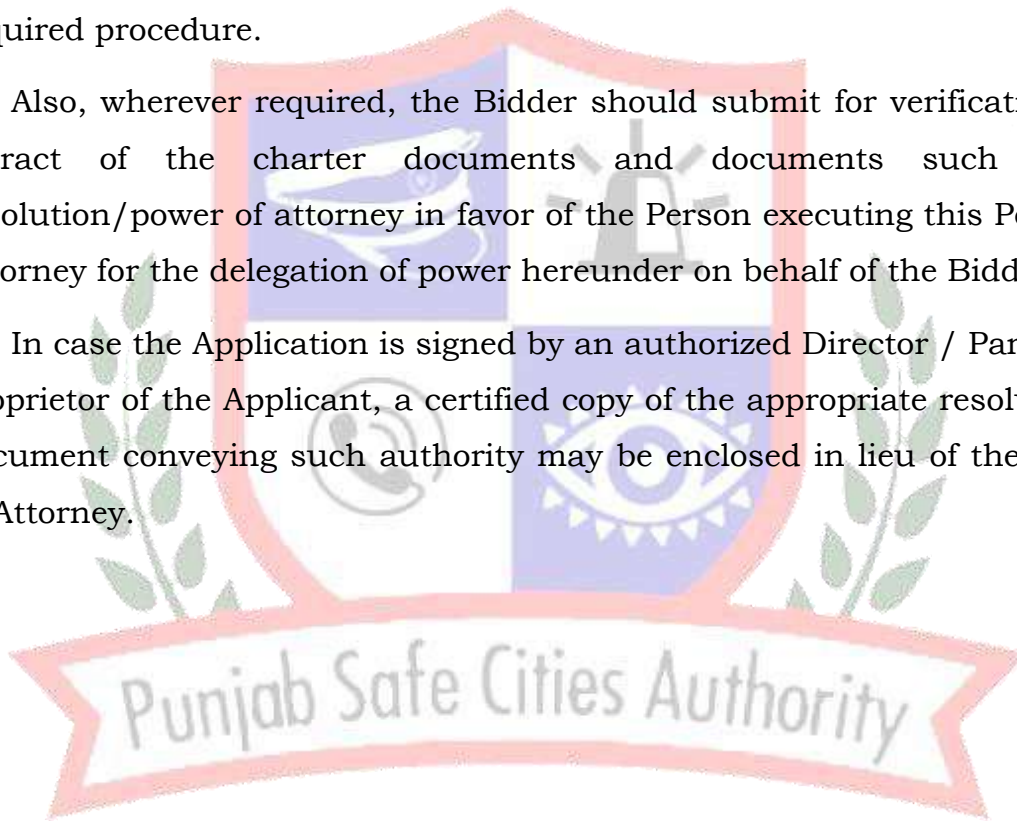 quired procedure.
Also, wherever required, the Bidder should submit for verificati
ract of the charter documents and documents such
olution/power of attorney in favor of the Person executing this Po
orney for the delegation of power hereunder on behalf of the Bidd
In case the Application is signed by an authorized Director / Par
prietor of the Applicant, a certified copy of the appropriate resolu
cument conveying such authority may be enclosed in lieu of the
Attorney.
Punjab Safe Cities Authority